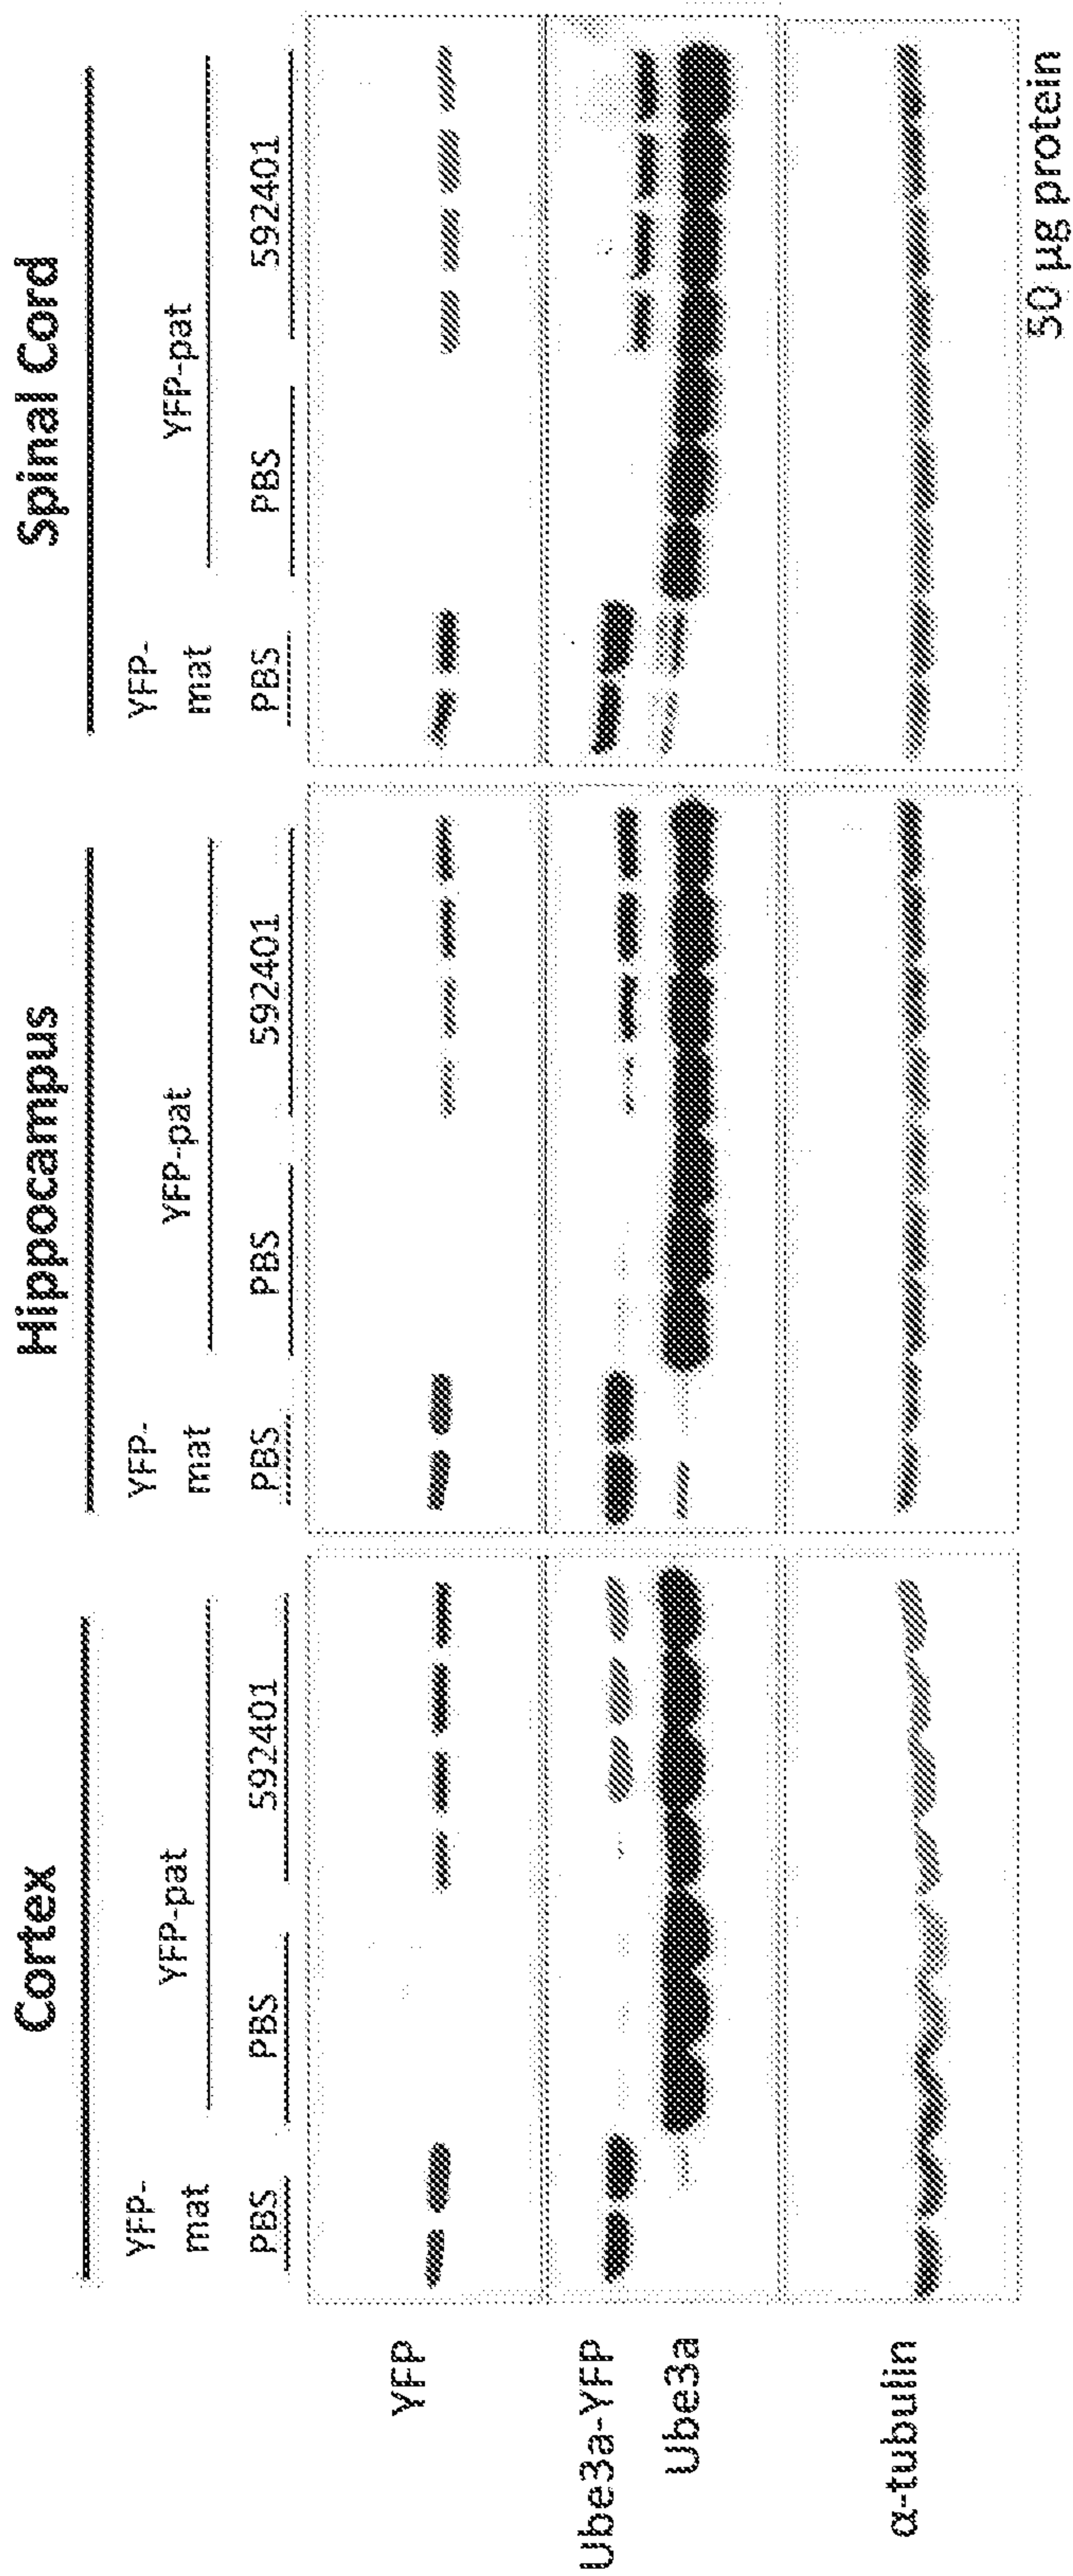 Cortex
Hippocampus
Spinal Cord
YFP-
mat
YFP-pat
YFP-
mat
YFP-pat
YFP-
mat
YFP-pat
PBS
PBS
592401
PBS
PBS
592401
PBS
PBS
592401
YFP
Ube3a-YFP
Ube3a
α-tubulin
50 µg protein